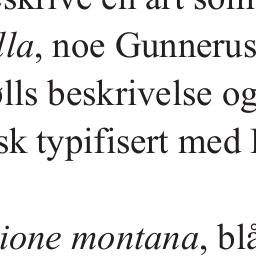 eskrive en art som
lla, noe Gunnerus
ølls beskrivelse og
sk typifisert med
ione montana, blå